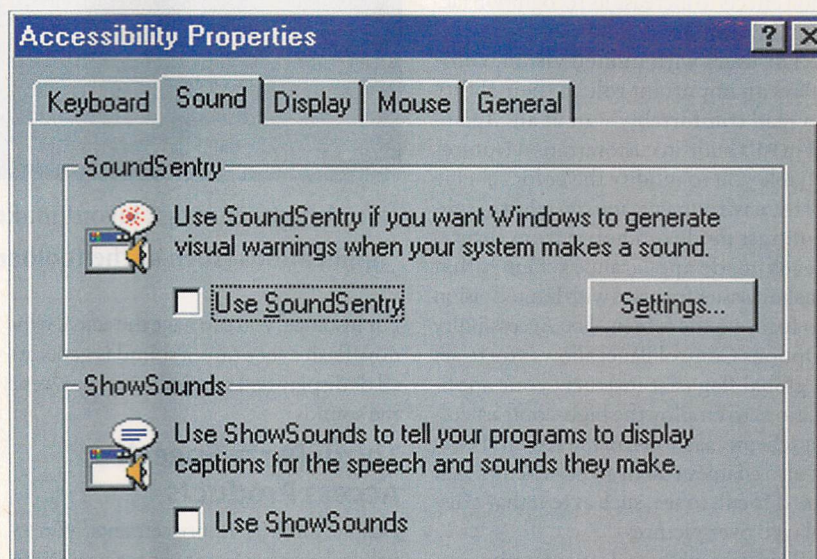 Accessibility Properties
Keyboard Sound Display Mouse General
SoundSentry
Use SoundSentry if you want Windows to generate
visual warnings when your system makes a sound.
Use SoundSentry
Settings...
ShowSounds
Use ShowSounds to tell your programs to display
captions for the speech and sounds they make.
Use ShowSounds